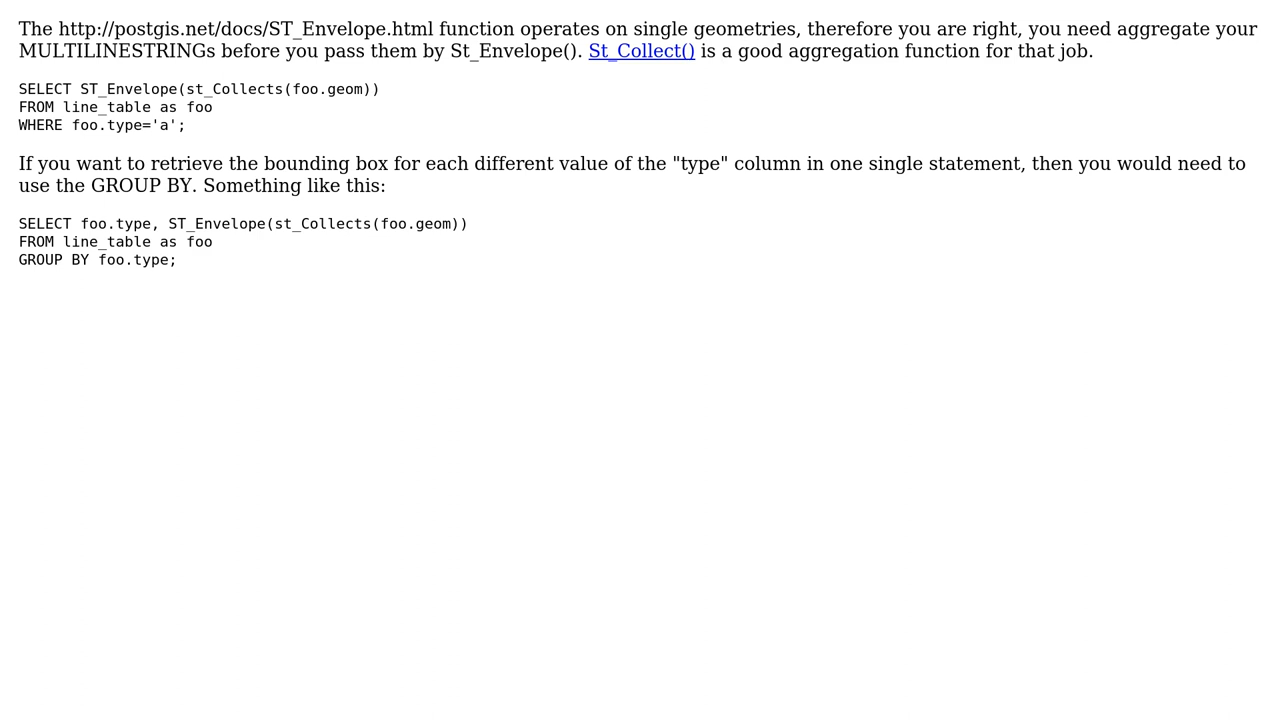 The http://postgis.net/docs/ST_Envelope.html function operates on single geometries, therefore you are right, you need aggregate your
MULTILINESTRINGs before you pass them by St_Envelope(). St_Collect() is a good aggregation function for that job.
SELECT ST_Envelope(st_Collects(foo.geom))
FROM line_table as foo
WHERE foo.type='a';
If you want to retrieve the bounding box for each different value of the "type" column in one single statement, then you would need to
use the GROUP BY. Something like this:
SELECT foo.type, ST_Envelope(st_Collects(foo.geom))
FROM line_table as foo
GROUP BY foo.type;